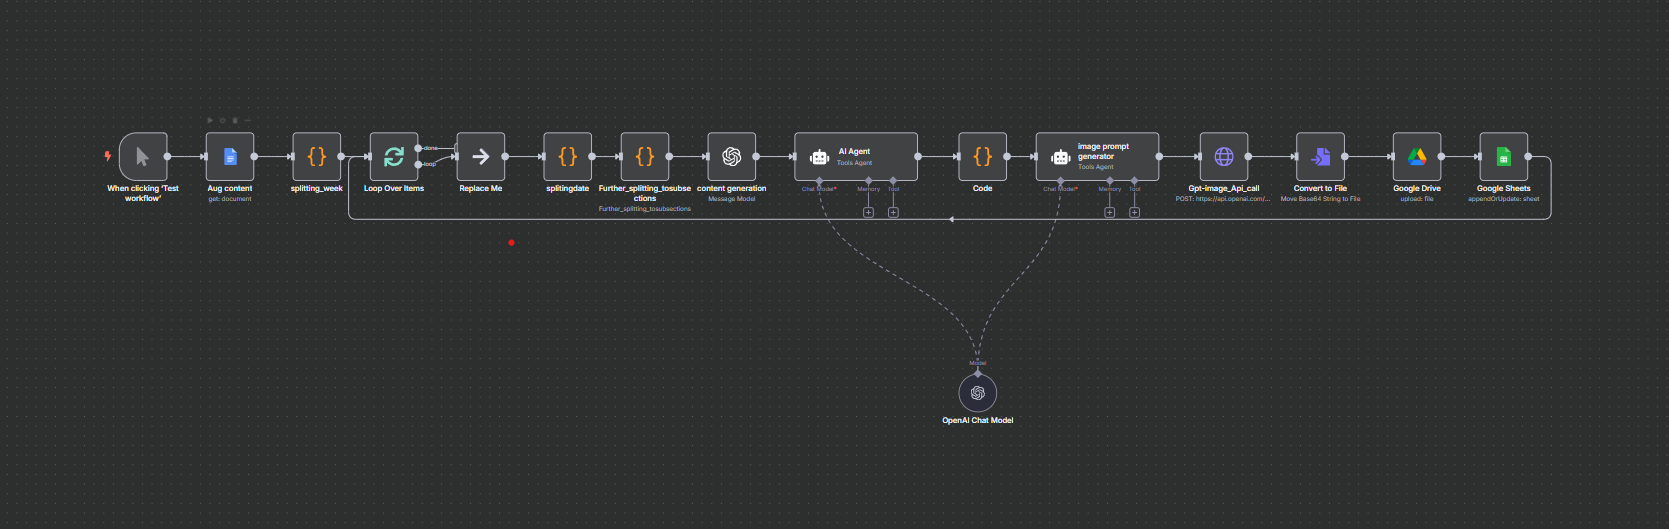 done
loop
AI Agent
Tools Agent
image prompt
generator
Tools Agent
When clicking 'Test
workflow'
Aug content
get: document
splitting_week
Loop Over Items
Replace Me
splitingdate
Further_splitting_tosubse
ctions
Further_splitting_tosubsections
content generation
Message Model
Chat Model*
Memory
Tool
Code
Chat Model*
Memory
Tool
Gpt-image_Api_call
POST: https://api.openai.com/...
Convert to File
Move Base64 String to File
Google Drive
upload: file
Google Sheets
appendOrUpdate: sheet
Model
OpenAI Chat Model